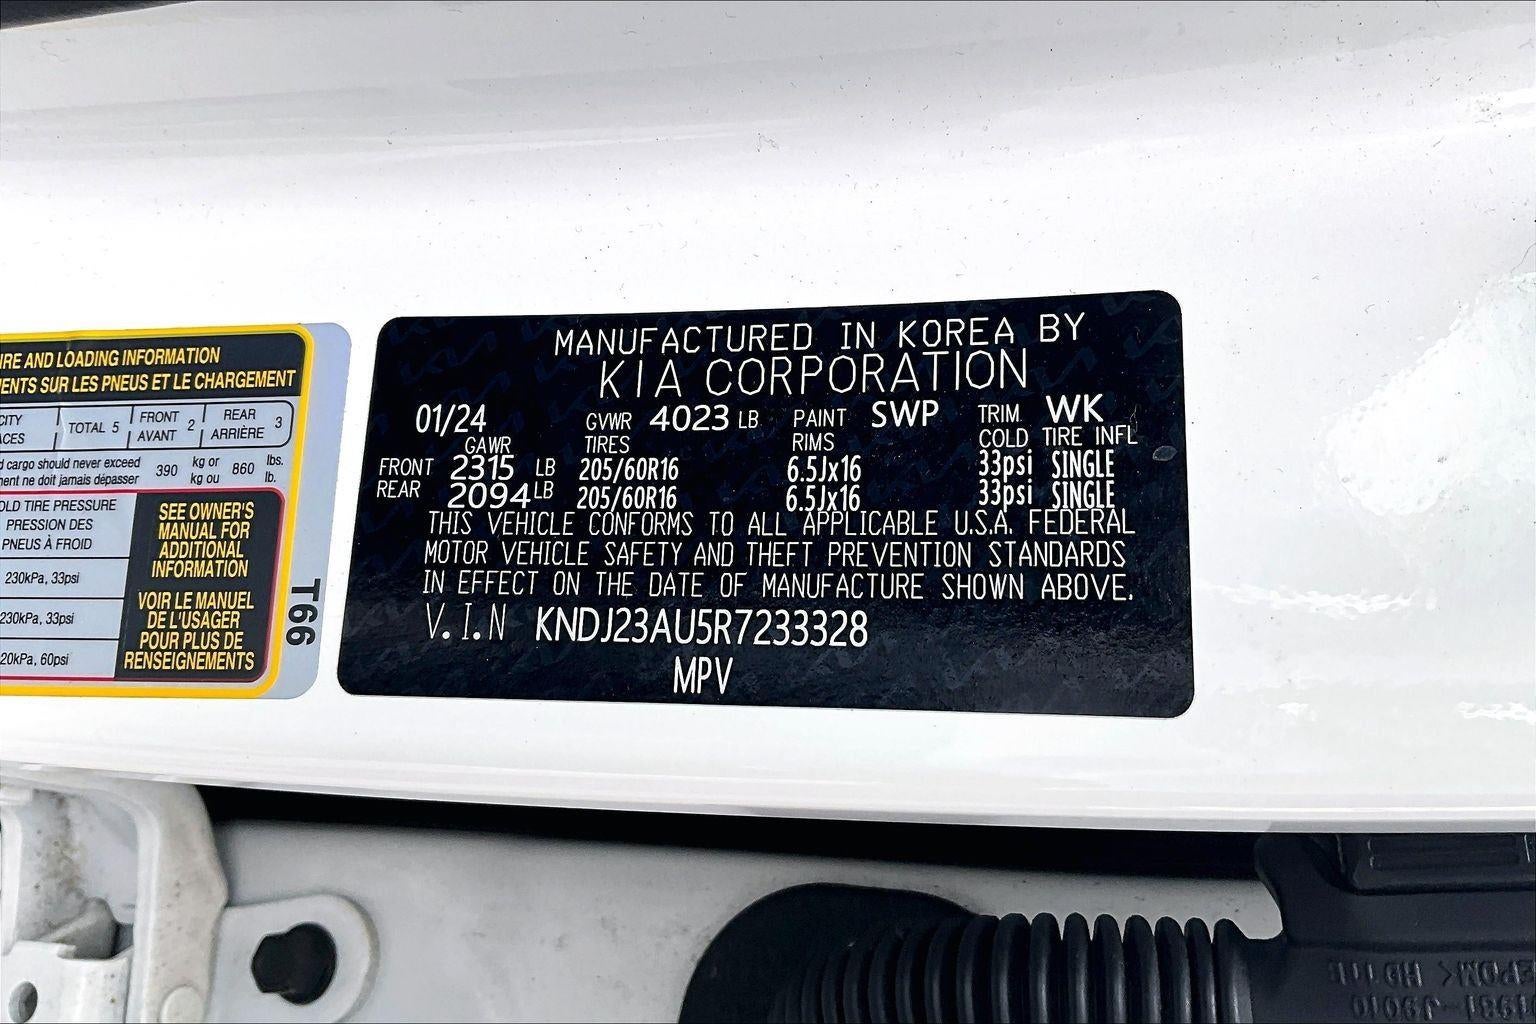 AND LOADING INFORMATION
SUR LES PNEUS ET LE CHARGEMENT
TOTAL 5
FRONT 2 AVANT
REAR 3 ARRIÈRE
cargo should never exceed
ne doit jamais dépasser
390 kg or 860 lbs.
kg ou lb.
TIRE PRESSURE
PRESSION DES
PNEUS À FROID
230kPa, 33psi
230kPa, 33psi
60psi
SEE OWNER'S
MANUAL FOR
ADDITIONAL
INFORMATION
VOIR LE MANUEL
DE L'USAGER
POUR PLUS DE
RENSEIGNEMENTS
T66
MANUFACTURED IN KOREA BY
KIA CORPORATION
01/24 GVWR 4023 LB PAINT SWP TRIM WK
GAWR TIRES RIMS COLD TIRE INFL
FRONT 2315 LB 205/60R16 6.5Jx16 33psi SINGLE
REAR 2094 LB 205/60R16 6.5Jx16 33psi SINGLE
THIS VEHICLE CONFORMS TO ALL APPLICABLE U.S.A. FEDERAL
MOTOR VEHICLE SAFETY AND THEFT PREVENTION STANDARDS
IN EFFECT ON THE DATE OF MANUFACTURE SHOWN ABOVE.
V.I.N KNDJ23AU5R7233328
MPV